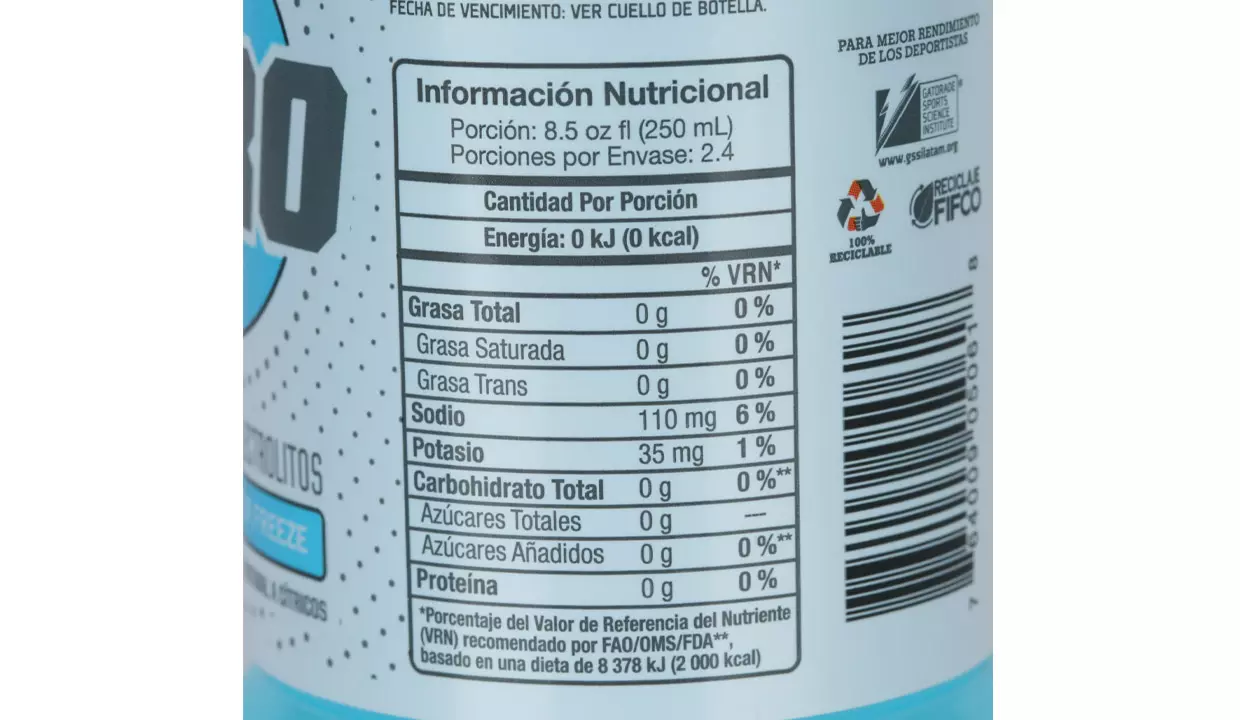 FECHA DE VENCIMIENTO: VER CUELLO DE BOTELLA.
RO
Información Nutricional
Porción: 8.5 oz fl (250 mL)
Porciones por Envase: 2.4
Cantidad Por Porción
Energía: 0 kJ (0 kcal)
% VRN*
Grasa Total 0 g 0 %
Grasa Saturada 0 g 0 %
Grasa Trans 0 g 0 %
Sodio 110 mg 6 %
Potasio 35 mg 1 %
Carbohidrato Total 0 g 0 %**
Azúcares Totales 0 g —
Azúcares Añadidos 0 g 0 %**
Proteína 0 g 0 %
*Porcentaje del Valor de Referencia del Nutriente
(VRN) recomendado por FAO/OMS/FDA**,
basado en una dieta de 8 378 kJ (2 000 kcal)
TROLITOS
FREEZE
CÍTRICOS
PARA MEJOR RENDIMIENTO
DE LOS DEPORTISTAS
GATORADE
SPORTS
SCIENCE
INSTITUTE
www.gssilatam.org
100%
RECICLABLE
RECICLAJE
FIFCO